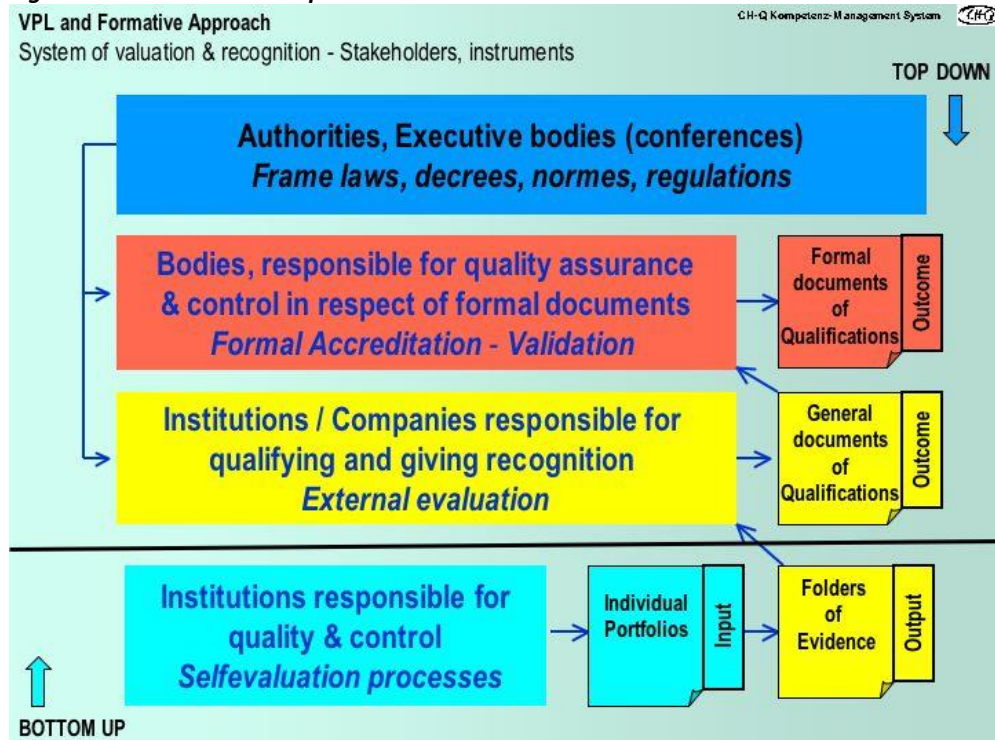 VPL and Formative Approach
CH-Q Kompetenz-Management System
CH-Q
System of valuation & recognition - Stakeholders, instruments
TOP DOWN
Authorities, Executive bodies (conferences)
Frame laws, decrees, normes, regulations
Bodies, responsible for quality assurance
& control in respect of formal documents
Formal Accreditation - Validation
Formal
documents
of
Qualifications
Outcome
Institutions / Companies responsible for
qualifying and giving recognition
External evaluation
General
documents
of
Qualifications
Outcome
Institutions responsible for
quality & control
Selfevaluation processes
Individual
Portfolios
Input
Folders
of
Evidence
Output
BOTTOM UP